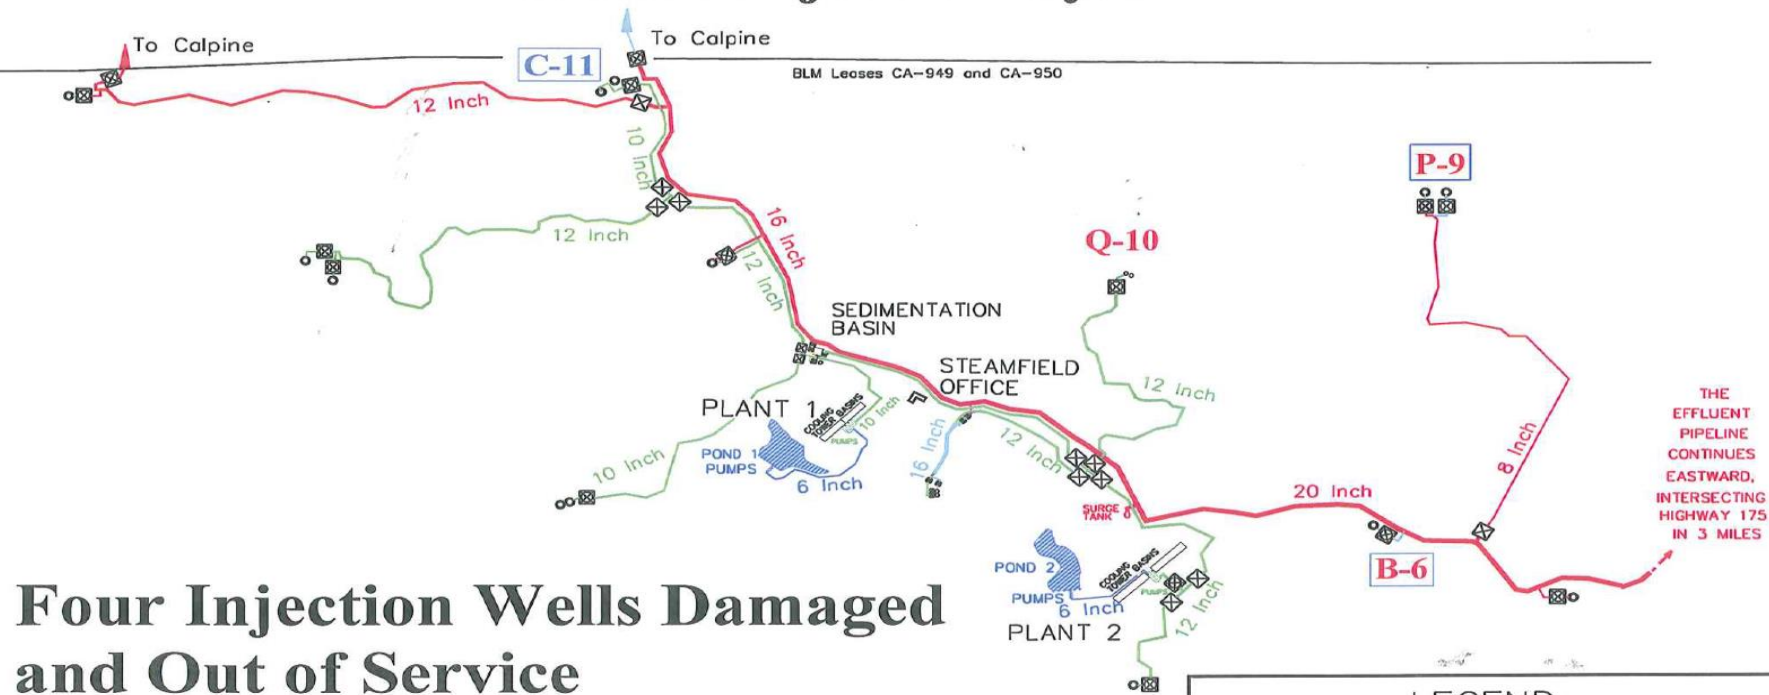 To Calpine
To Calpine
C-11
BLM Leases CA-949 and CA-950
12 Inch
10 Inch
P-9
16 Inch
12 Inch
12 Inch
Q-10
SEDIMENTATION
BASIN
STEAMFIELD
OFFICE
12 Inch
THE
EFFLUENT
PIPELINE
CONTINUES
EASTWARD,
INTERSECTING
HIGHWAY 175
IN 3 MILES
PLANT 1
COOLING
TOWER BASINS
PUMPS
10 Inch
POND 1
PUMPS
6 Inch
10 Inch
16 Inch
12 Inch
8 Inch
20 Inch
SURGE
TANK
B-6
POND 2
PUMPS
6 Inch
COOLING
TOWER BASINS
PUMPS
12 Inch
PLANT 2
Four Injection Wells Damaged
and Out of Service
LEGEND